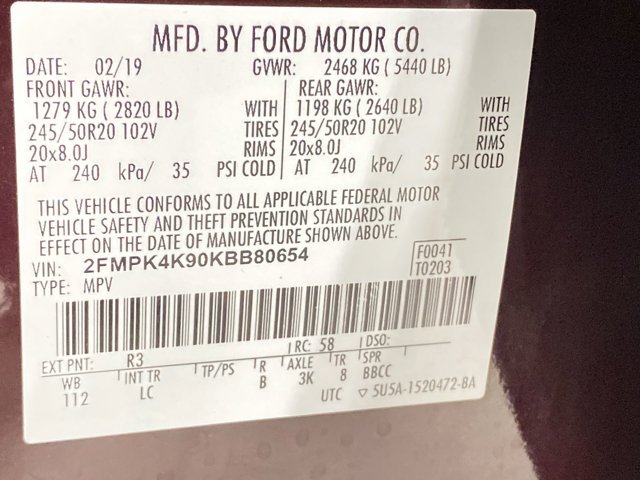 MFD. BY FORD MOTOR CO.
DATE: 02/19 GVWR: 2468 KG ( 5440 LB)
FRONT GAWR: REAR GAWR:
1279 KG ( 2820 LB) WITH 1198 KG ( 2640 LB) WITH
245/50R20 102V TIRES 245/50R20 102V TIRES
20x8.0J RIMS 20x8.0J RIMS
AT 240 kPa/ 35 PSI COLD AT 240 kPa/ 35 PSI COLD
THIS VEHICLE CONFORMS TO ALL APPLICABLE FEDERAL MOTOR
VEHICLE SAFETY AND THEFT PREVENTION STANDARDS IN
EFFECT ON THE DATE OF MANUFACTURE SHOWN ABOVE.
VIN: 2FMPK4K90KBB80654 F0041
TYPE: MPV T0203
EXT PNT: R3 RC: 58 DSO:
WB INT TR TP/PS R AXLE TR SPR
112 LC B 3K 8 BBCC
UTC ▽ 5U5A-1520472-BA